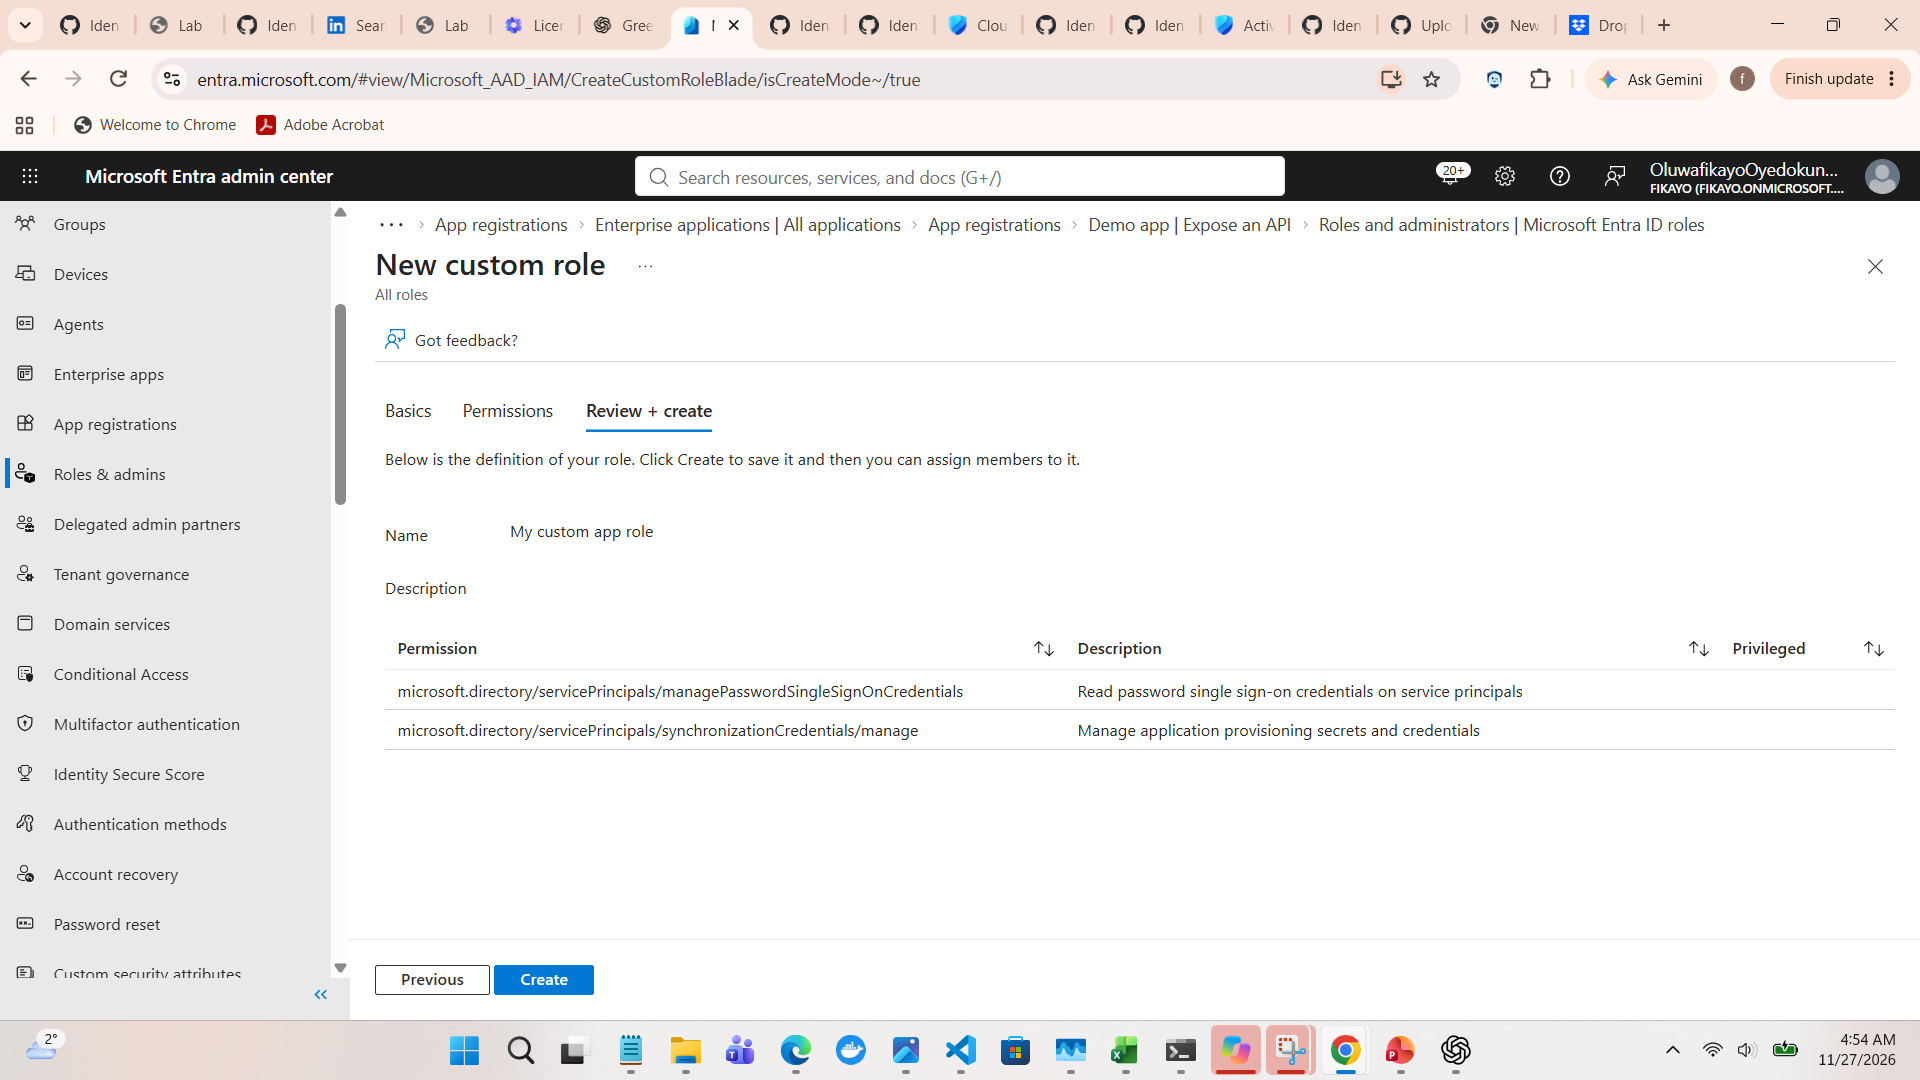 Iden
Lab
Iden
Sear
Lab
Licer
Gree
Iden
Iden
Clou
Iden
Iden
Activ
Iden
Uplo
New
Drop
entra.microsoft.com/#view/Microsoft_AAD_IAM/CreateCustomRoleBlade/isCreateMode~/true
Ask Gemini
f
Finish update
Welcome to Chrome
Adobe Acrobat
Microsoft Entra admin center
Search resources, services, and docs (G+/)
20+
OluwafikayoOyedokun...
FIKAYO (FIKAYO.ONMICROSOFT....
Groups
Devices
Agents
Enterprise apps
App registrations
Roles & admins
Delegated admin partners
Tenant governance
Domain services
Conditional Access
Multifactor authentication
Identity Secure Score
Authentication methods
Account recovery
Password reset
Custom security attributes
... > App registrations > Enterprise applications | All applications > App registrations > Demo app | Expose an API > Roles and administrators | Microsoft Entra ID roles
New custom role ...
All roles
Got feedback?
Basics Permissions Review + create
Below is the definition of your role. Click Create to save it and then you can assign members to it.
Name My custom app role
Description
Permission Description Privileged
microsoft.directory/servicePrincipals/managePasswordSingleSignOnCredentials Read password single sign-on credentials on service principals
microsoft.directory/servicePrincipals/synchronizationCredentials/manage Manage application provisioning secrets and credentials
Previous Create
2°
4:54 AM
11/27/2026